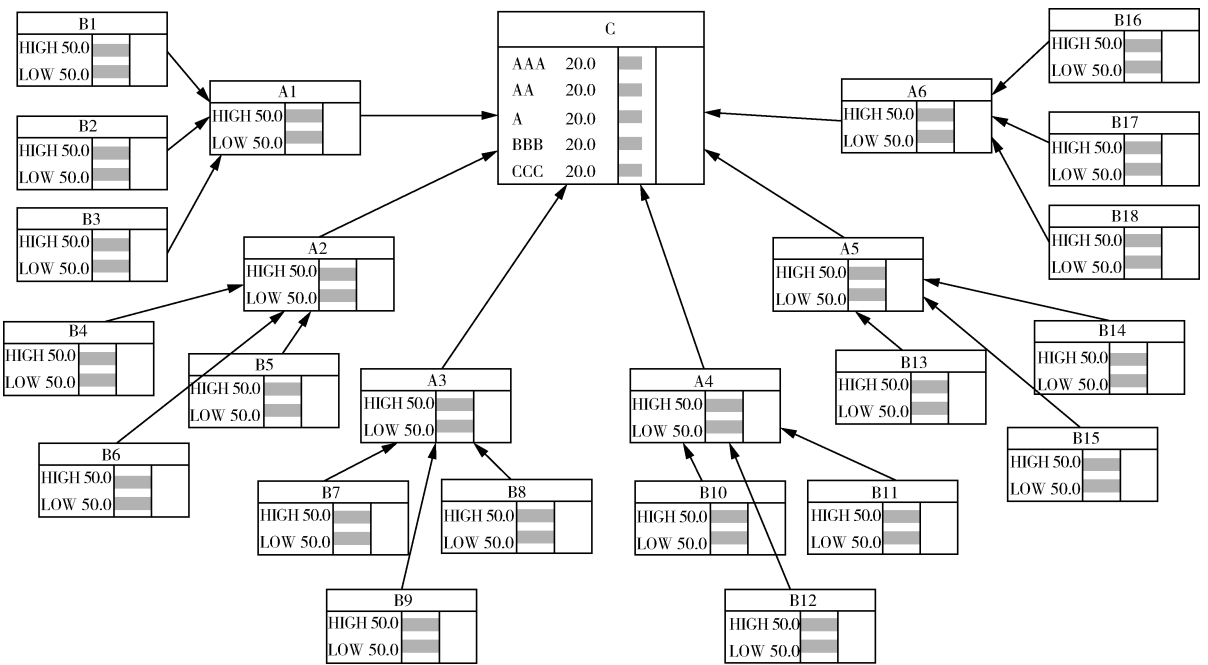 B1
HIGH 50.0
LOW 50.0
B2
HIGH 50.0
LOW 50.0
B3
HIGH 50.0
LOW 50.0
A1
HIGH 50.0
LOW 50.0
C
AAA 20.0
AA 20.0
A 20.0
BBB 20.0
CCC 20.0
A6
HIGH 50.0
LOW 50.0
B16
HIGH 50.0
LOW 50.0
B17
HIGH 50.0
LOW 50.0
B18
HIGH 50.0
LOW 50.0
A2
HIGH 50.0
LOW 50.0
A5
HIGH 50.0
LOW 50.0
B4
HIGH 50.0
LOW 50.0
B5
HIGH 50.0
LOW 50.0
B6
HIGH 50.0
LOW 50.0
A3
HIGH 50.0
LOW 50.0
A4
HIGH 50.0
LOW 50.0
B13
HIGH 50.0
LOW 50.0
B14
HIGH 50.0
LOW 50.0
B15
HIGH 50.0
LOW 50.0
B7
HIGH 50.0
LOW 50.0
B8
HIGH 50.0
LOW 50.0
B10
HIGH 50.0
LOW 50.0
B11
HIGH 50.0
LOW 50.0
B9
HIGH 50.0
LOW 50.0
B12
HIGH 50.0
LOW 50.0